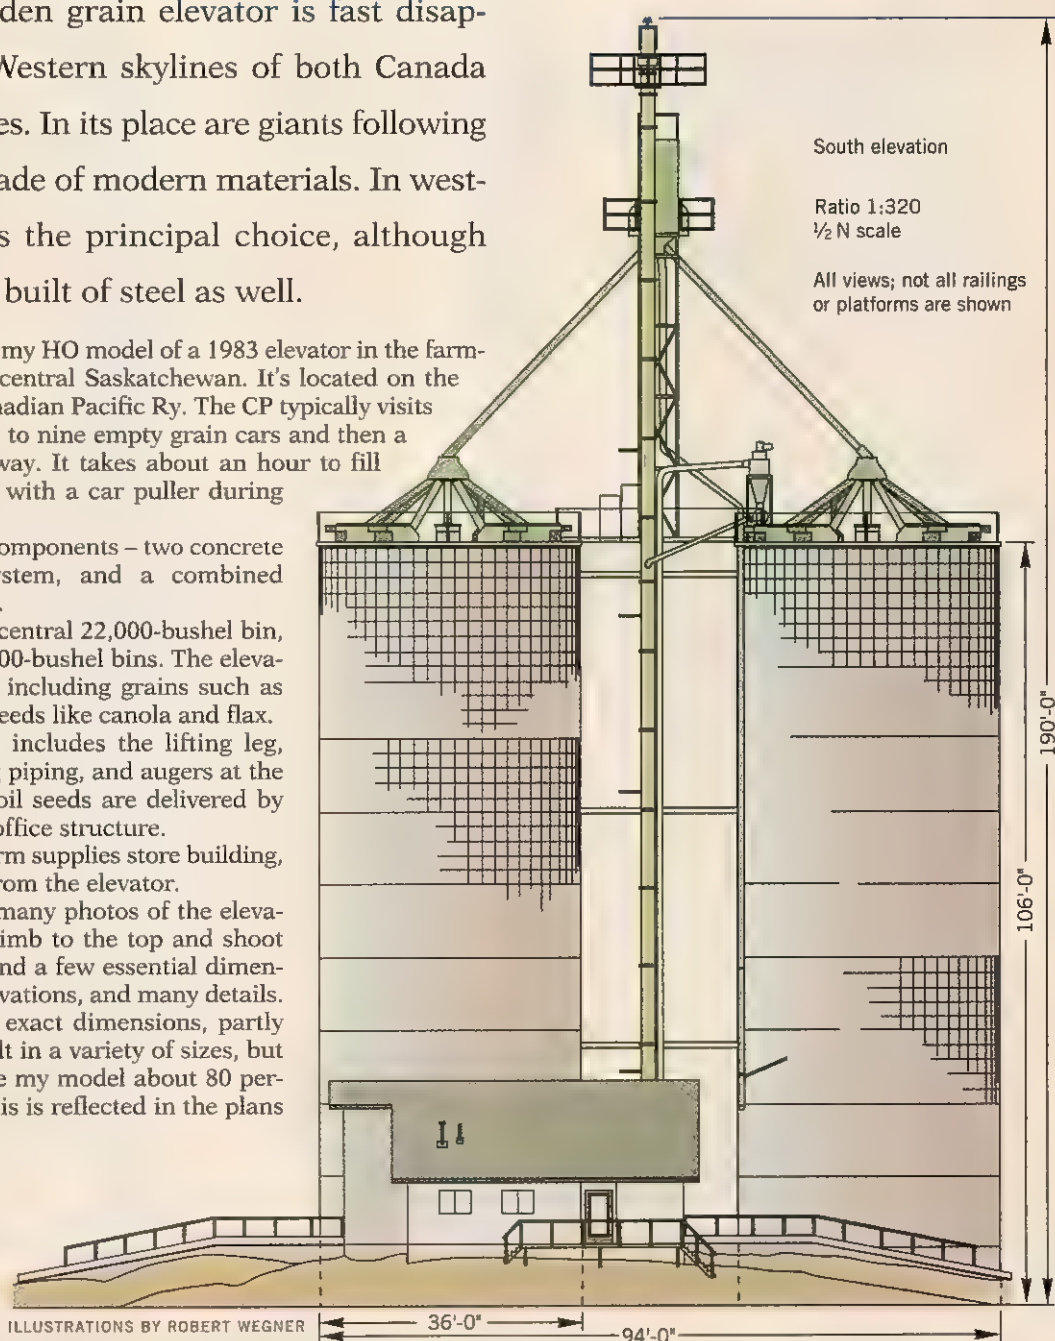 den grain elevator is fast disap-
Western skylines of both Canada
es. In its place are giants following
ade of modern materials. In west-
s the principal choice, although
built of steel as well.
my HO model of a 1983 elevator in the farm-
central Saskatchewan. It's located on the
nadian Pacific Ry. The CP typically visits
to nine empty grain cars and then a
way. It takes about an hour to fill
with a car puller during
omponents – two concrete
stem, and a combined
central 22,000-bushel bin,
00-bushel bins. The eleva-
including grains such as
eeds like canola and flax.
includes the lifting leg,
piping, and augers at the
oil seeds are delivered by
office structure.
rm supplies store building,
rom the elevator.
many photos of the eleva-
imb to the top and shoot
nd a few essential dimen-
vations, and many details.
exact dimensions, partly
lt in a variety of sizes, but
e my model about 80 per-
is is reflected in the plans
South elevation
Ratio 1:320
½ N scale
All views; not all railings
or platforms are shown
190'-0"
106'-0"
36'-0"
94'-0"
ILLUSTRATIONS BY ROBERT WEGNER